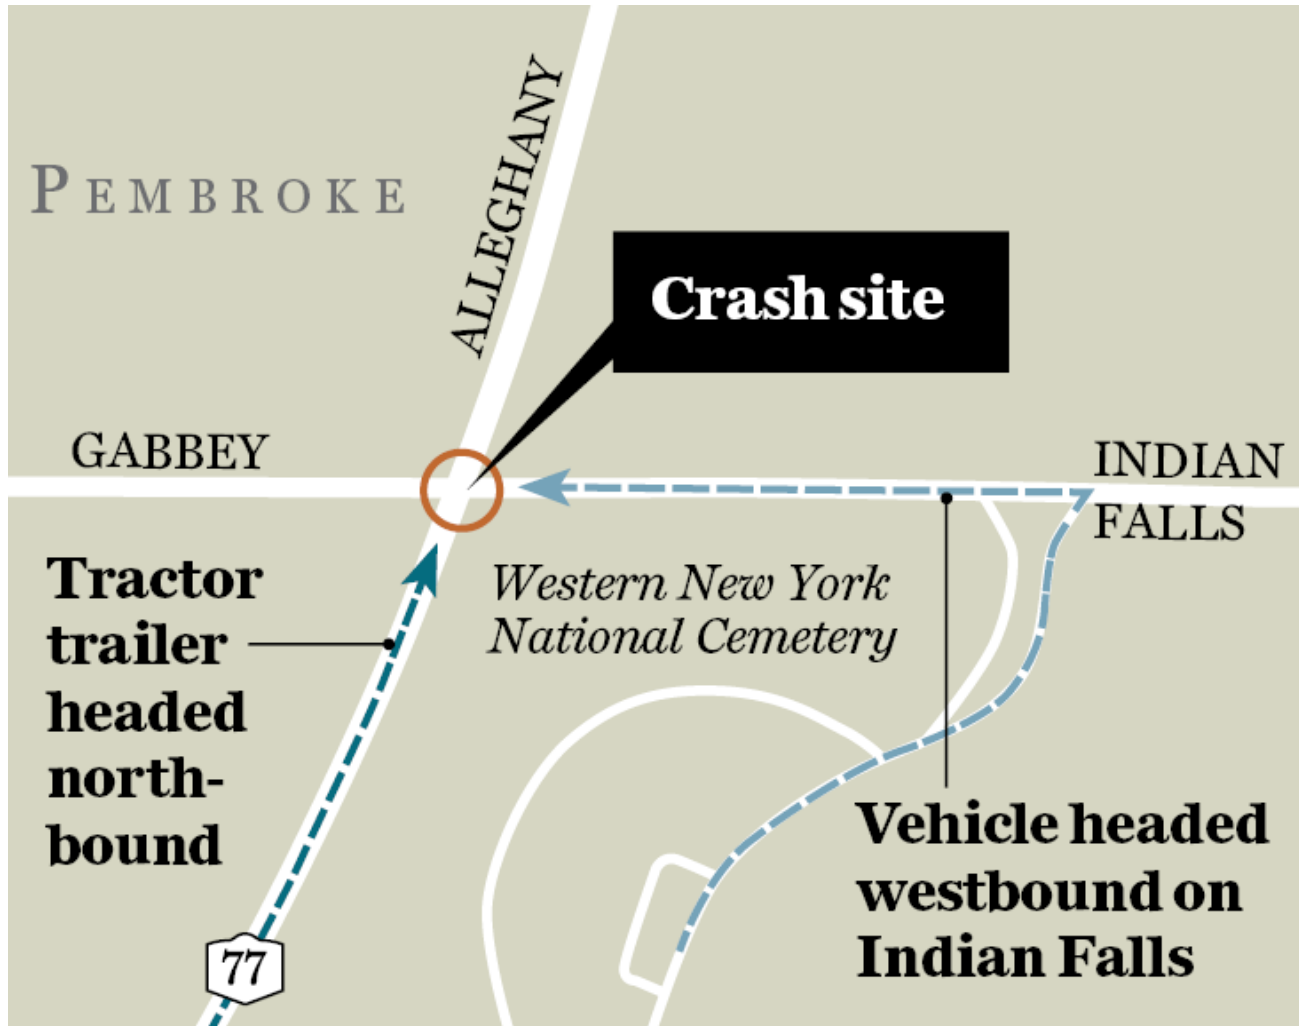 PEMBROKE
ALLEGHANY
Crash site
GABBEY
INDIAN
FALLS
Tractor
trailer
headed
north-
bound
Western New York
National Cemetery
Vehicle headed
westbound on
Indian Falls
77